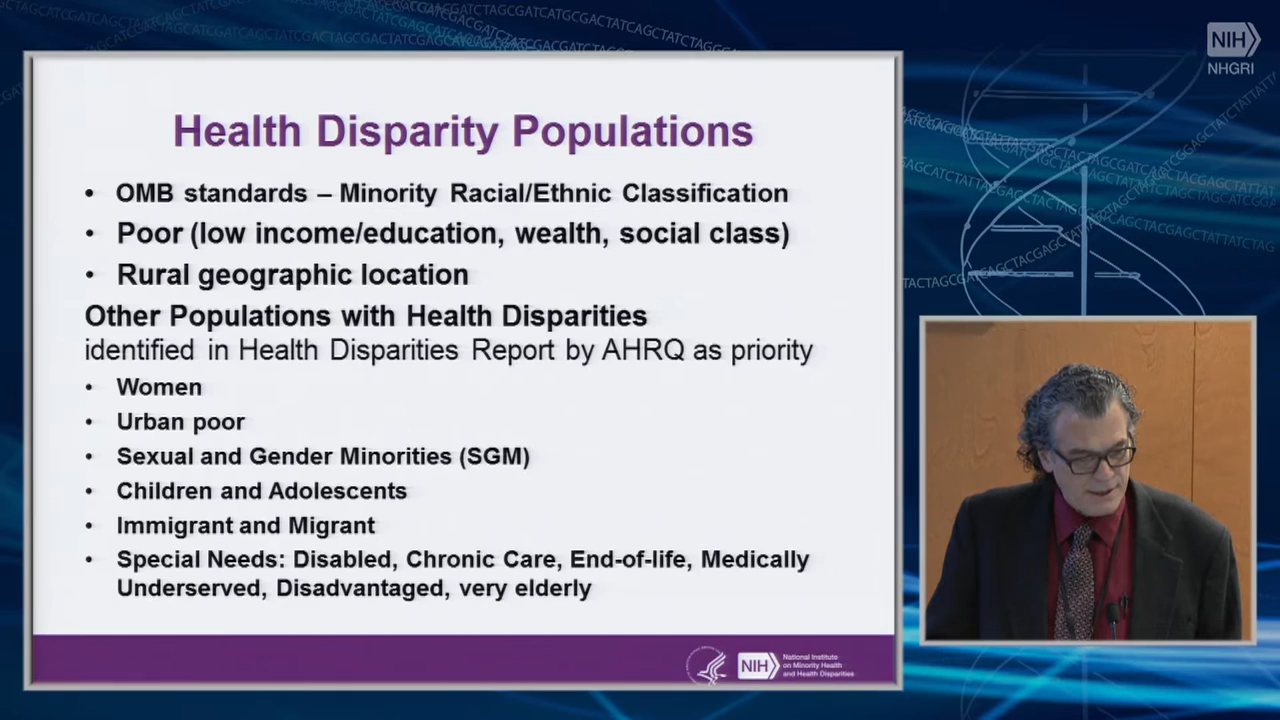 NIH
NHGRI
Health Disparity Populations
• OMB standards – Minority Racial/Ethnic Classification
• Poor (low income/education, wealth, social class)
• Rural geographic location
Other Populations with Health Disparities
identified in Health Disparities Report by AHRQ as priority
• Women
• Urban poor
• Sexual and Gender Minorities (SGM)
• Children and Adolescents
• Immigrant and Migrant
• Special Needs: Disabled, Chronic Care, End-of-life, Medically
Underserved, Disadvantaged, very elderly
NIH
National Institute
on Minority Health
and Health Disparities